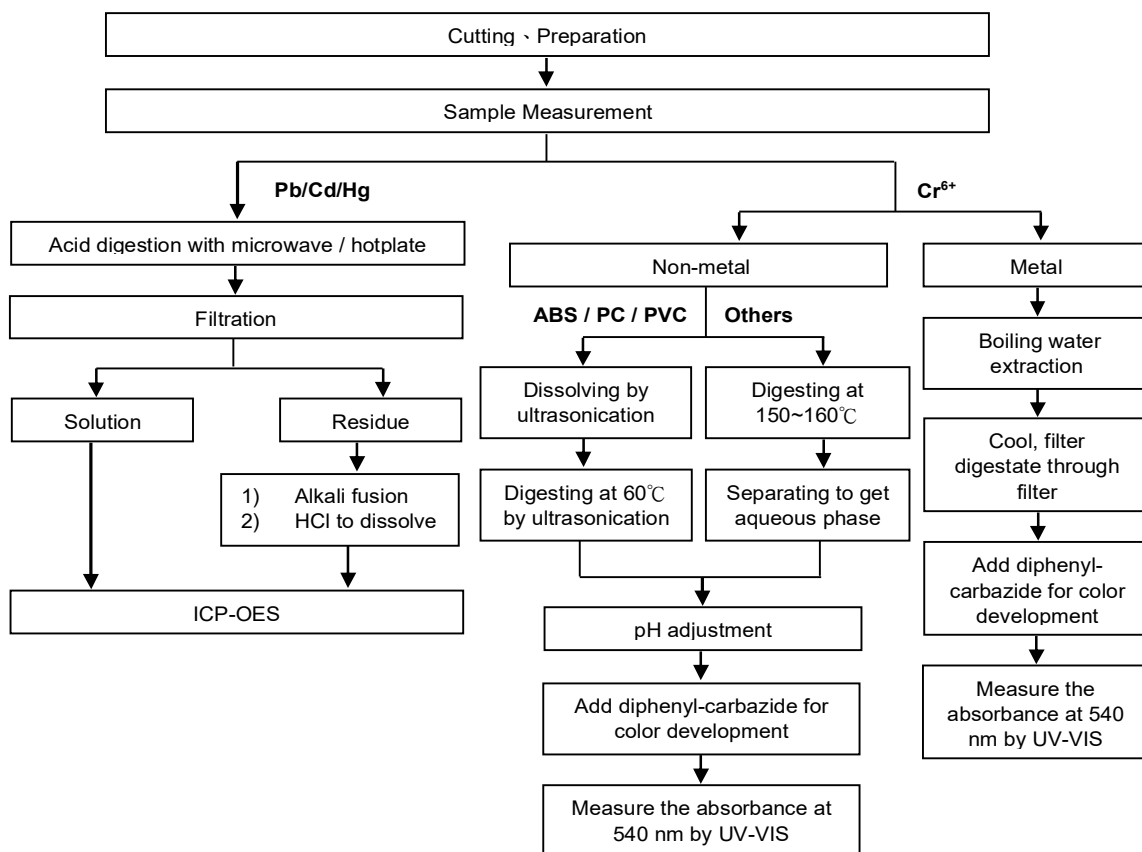 Cutting、Preparation
Sample Measurement
Pb/Cd/Hg
Cr⁶⁺
Acid digestion with microwave / hotplate
Non-metal
Metal
Filtration
ABS / PC / PVC
Others
Boiling water
extraction
Dissolving by
ultrasonication
Digesting at
150~160℃
Solution
Residue
Cool, filter
digestate through
filter
1) Alkali fusion
2) HCl to dissolve
Digesting at 60℃
by ultrasonication
Separating to get
aqueous phase
Add diphenyl-
carbazide for color
development
ICP-OES
pH adjustment
Measure the
absorbance at 540
nm by UV-VIS
Add diphenyl-carbazide for
color development
Measure the absorbance at
540 nm by UV-VIS